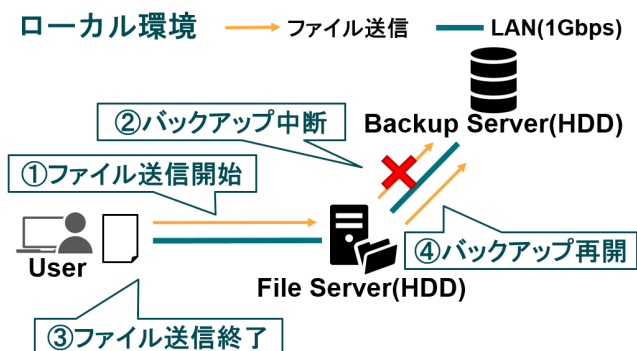 ローカル環境
ファイル送信
LAN(1Gbps)
②バックアップ中断
Backup Server(HDD)
①ファイル送信開始
④バックアップ再開
User
File Server(HDD)
③ファイル送信終了